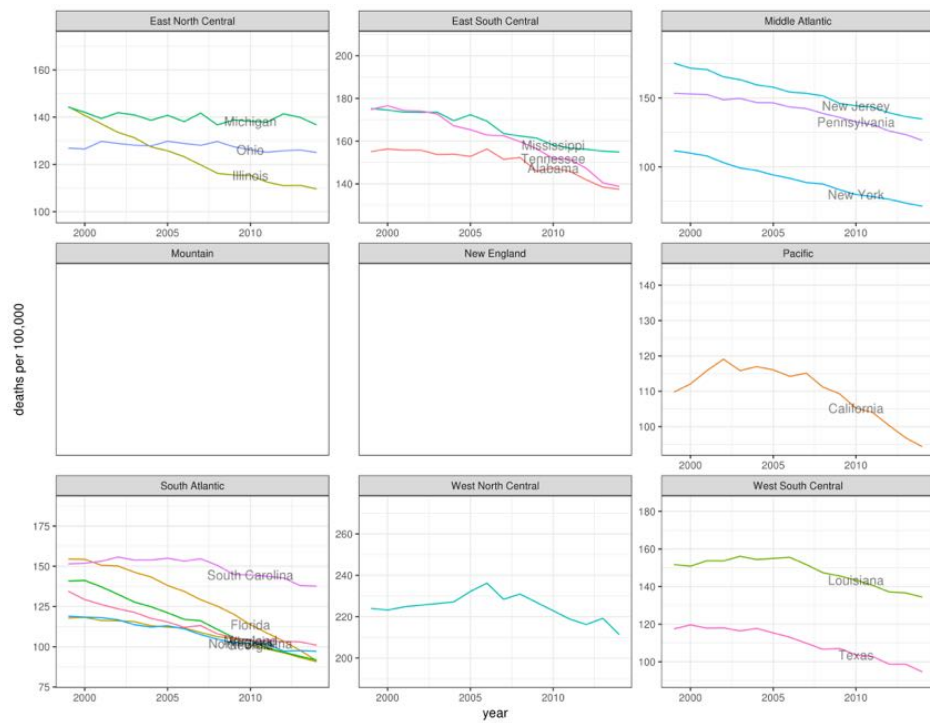 East North Central
East South Central
Middle Atlantic
160
140
120
100
Michigan
Ohio
Illinois
2000 2005 2010
200
180
160
140
Mississippi
Tennessee
Alabama
2000 2005 2010
150
100
New Jersey
Pennsylvania
New York
2000 2005 2010
deaths per 100,000
Mountain
New England
Pacific
140
130
120
110
100
California
2000 2005 2010
South Atlantic
West North Central
West South Central
175
150
125
100
75
South Carolina
Florida
2000 2005 2010
260
240
220
200
2000 2005 2010
180
160
140
120
100
Louisiana
Texas
2000 2005 2010
year